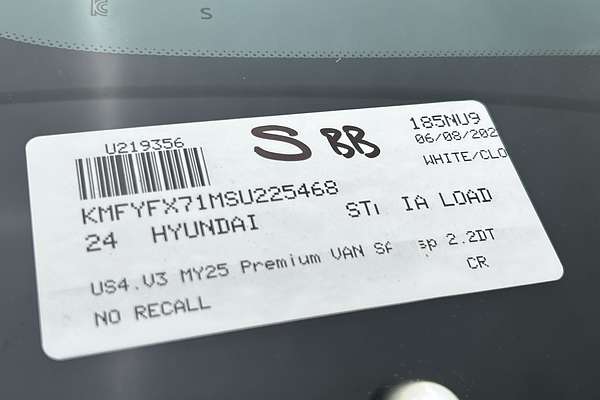 S
U219356
S BB
185NU9
06/08/202
WHITE/CLO
KMFYFX71MSU225468
24 HYUNDAI IA LOAD
US4.V3 MY25 Premium VAN 2.2DT
CR
NO RECALL